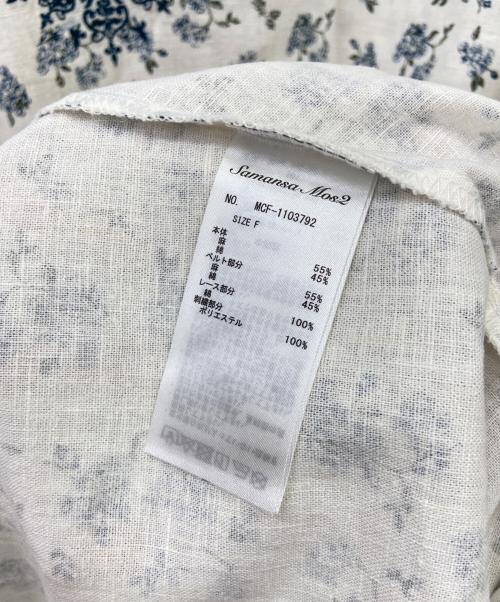 Samansa Mos2
NO. MCF-1103792
SIZE F
本体
麻 55%
綿 45%
ベルト部分
麻 55%
綿 45%
レース部分
綿 100%
刺繍部分
ポリエステル 100%